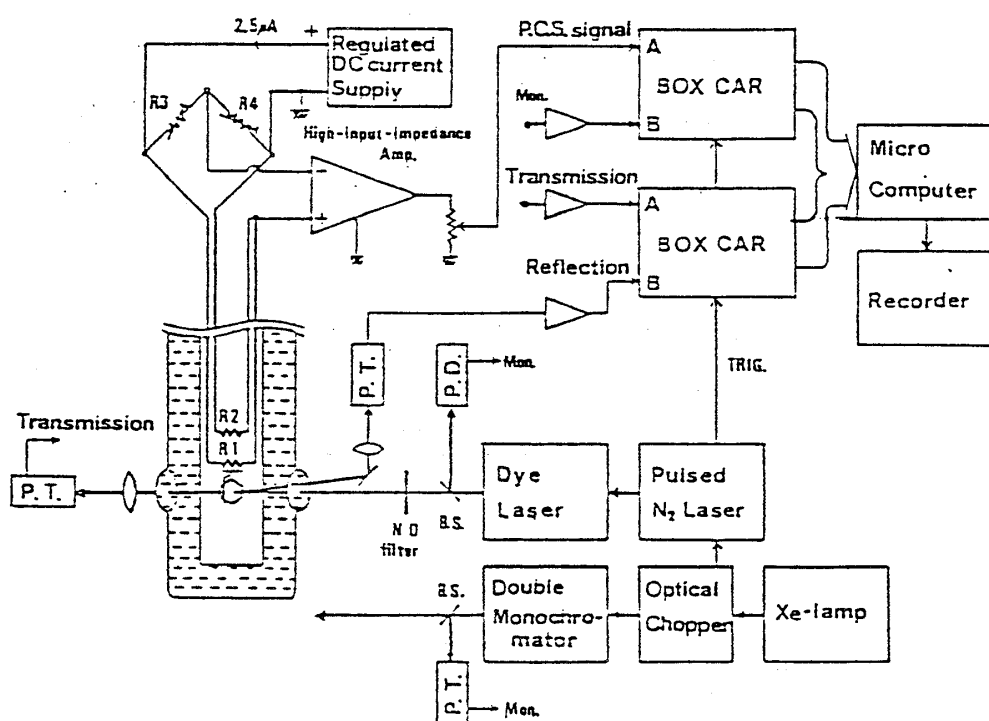 2.5μA
+
Regulated
DC current
Supply
R3
R4
High-input-impedance
Amp.
−
+
P.C.S. signal
A
BOX CAR
Mon.
B
Transmission
A
BOX CAR
Reflection
B
Micro
Computer
Recorder
TRIG.
P.T.
P.D.
Mon.
R2
R1
Transmission
P.T.
N D
filter
B.S.
Dye
Laser
Pulsed
N₂ Laser
B.S.
Double
Monochro-
mator
Optical
Chopper
Xe-lamp
P.T.
Mon.